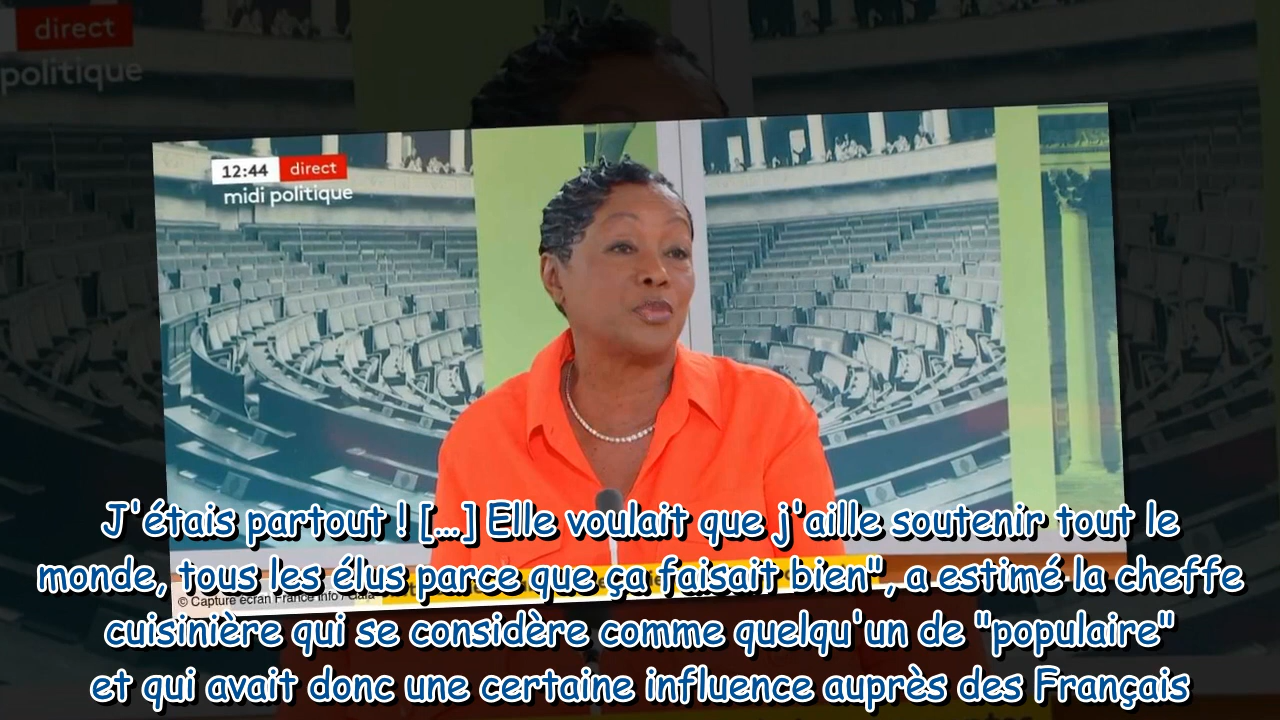 direct
politique
12:44 direct
midi politique
J'étais partout ! [...] Elle voulait que j'aille soutenir tout le
monde, tous les élus parce que ça faisait bien", a estimé la cheffe
© Capture écran France Info / Gala
cuisinière qui se considère comme quelqu'un de "populaire"
et qui avait donc une certaine influence auprès des Français